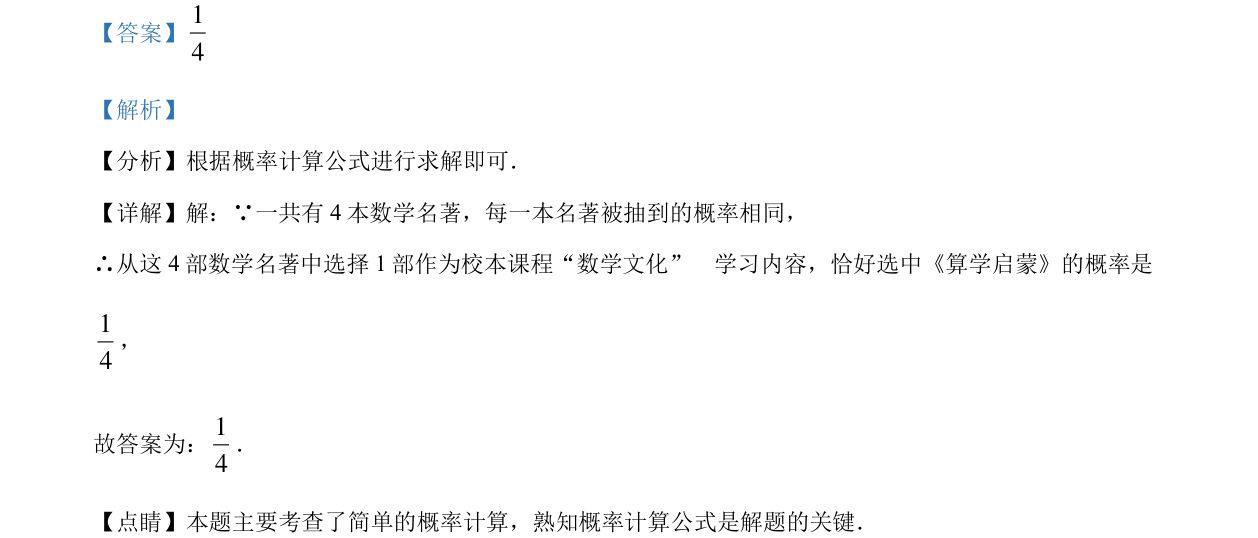 【答案】1/4
【解析】
【分析】根据概率计算公式进行求解即可．
【详解】解：∵一共有 4 本数学名著，每一本名著被抽到的概率相同，
∴从这 4 部数学名著中选择 1 部作为校本课程“数学文化” 学习内容，恰好选中《算学启蒙》的概率是
1/4，
故答案为：1/4．
【点睛】本题主要考查了简单的概率计算，熟知概率计算公式是解题的关键．